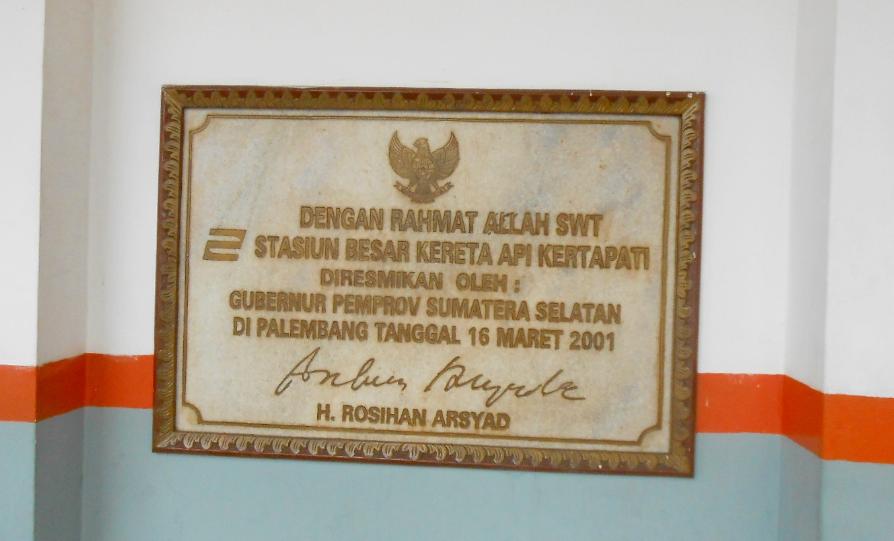 DENGAN RAHMAT ALLAH SWT
STASIUN BESAR KERETA API KERTAPATI
DIRESMIKAN OLEH :
GUBERNUR PEMPROV SUMATERA SELATAN
DI PALEMBANG TANGGAL 16 MARET 2001
H. ROSIHAN ARSYAD